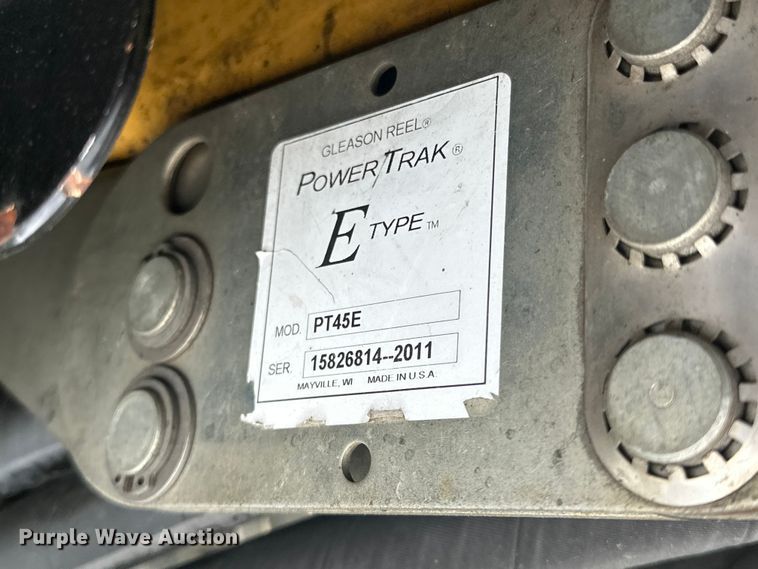 GLEASON REEL®
POWER/TRAK®
E TYPE™
MOD. PT45E
SER. 15826814--2011
MAYVILLE, WI MADE IN U.S.A.
Purple Wave Auction